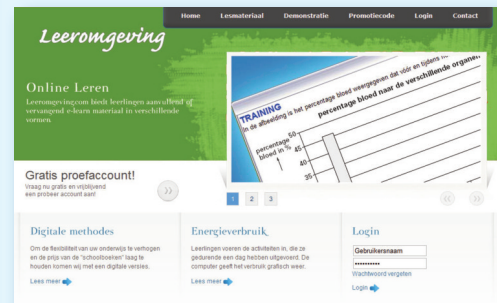 Home Lesmateriaal Demonstratie Promotiecode Login Contact
Leeromgeving
Online Leren
Leeromgeving.com biedt leerlingen aanvullend of
vervangend e-learn materiaal in verschillende
vormen
TRAINING
In de afbeelding is het percentage bloed weergegeven dat vóór en tijdens
percentage bloed naar de verschillende organen
percentage
bloed in %
50
45
40
35
Gratis proefaccount!
Vraag nu gratis en vrijblijvend
een probeer account aan!
1 2 3
Digitale methodes
Om de flexibiliteit van uw onderwijs te verhogen
en de prijs van de "schoolboeken" laag te
houden komen wij met een digitale versies.
Lees meer
Energieverbruik
Leerlingen voeren de activiteiten in, die ze
gedurende een dag hebben uitgevoerd. De
computer geeft het verbruik grafisch weer.
Lees meer
Login
Gebruikersnaam
••••••••••
Wachtwoord vergeten
Login